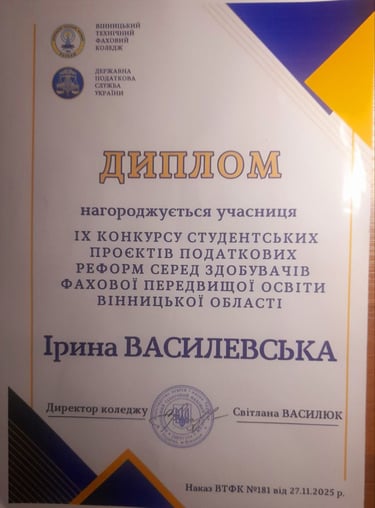 ВІННИЦЬКИЙ
ТЕХНІЧНИЙ
ФАХОВИЙ
КОЛЕДЖ
ДЕРЖАВНА
ПОДАТКОВА
СЛУЖБА
УКРАЇНИ
ДИПЛОМ
нагороджується учасниця
ІХ КОНКУРСУ СТУДЕНТСЬКИХ
ПРОЄКТІВ ПОДАТКОВИХ
РЕФОРМ СЕРЕД ЗДОБУВАЧІВ
ФАХОВОЇ ПЕРЕДВИЩОЇ ОСВІТИ
ВІННИЦЬКОЇ ОБЛАСТІ
Ірина ВАСИЛЕВСЬКА
Директор коледжу
Світлана ВАСИЛЮК
Наказ ВТФК №181 від 27.11.2025 р.